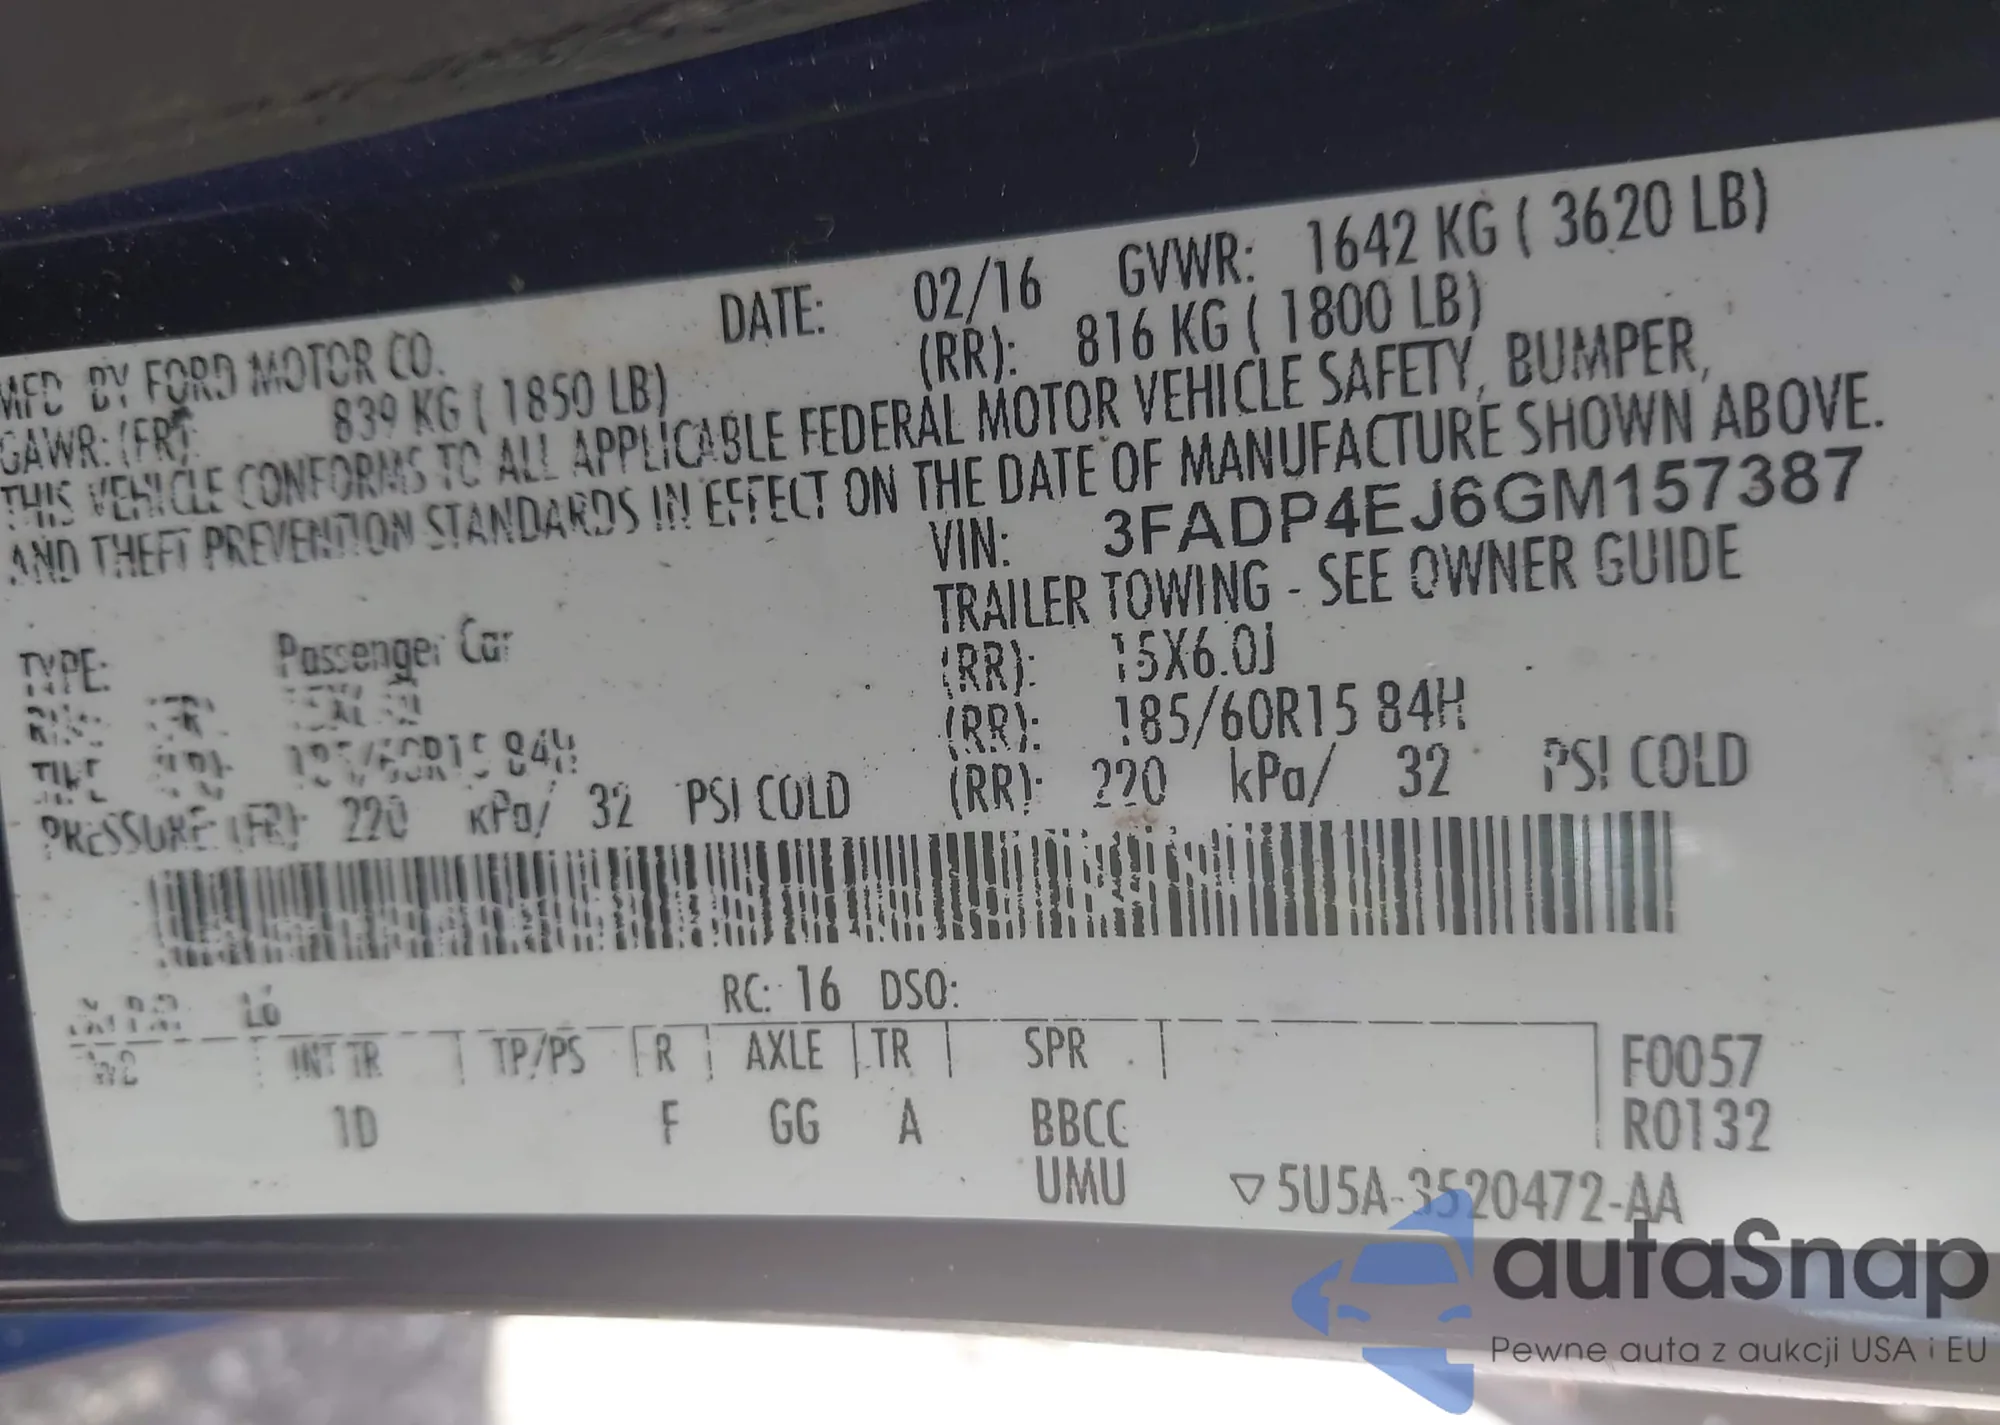 MFD BY FORD MOTOR CO. DATE: 02/16 GVWR: 1642 KG ( 3620 LB)
GAWR: (FR): 839 KG ( 1850 LB) (RR): 816 KG ( 1800 LB)
THIS VEHICLE CONFORMS TO ALL APPLICABLE FEDERAL MOTOR VEHICLE SAFETY, BUMPER,
AND THEFT PREVENTION STANDARDS IN EFFECT ON THE DATE OF MANUFACTURE SHOWN ABOVE.
VIN: 3FADP4EJ6GM157387
TYPE: Passenger Car TRAILER TOWING - SEE OWNER GUIDE
(RR): 15X6.0J
185/60R15 84H (RR): 185/60R15 84H
PRESSURE (FR): 220 kPa/ 32 PSI COLD (RR): 220 kPa/ 32 PSI COLD
L6 RC: 16 DSO:
INT TR TP/PS R AXLE TR SPR F0057
1D F GG A BBCC R0132
UMU ▽5U5A-3520472-AA
autaSnap
Pewne auta z aukcji USA i EU